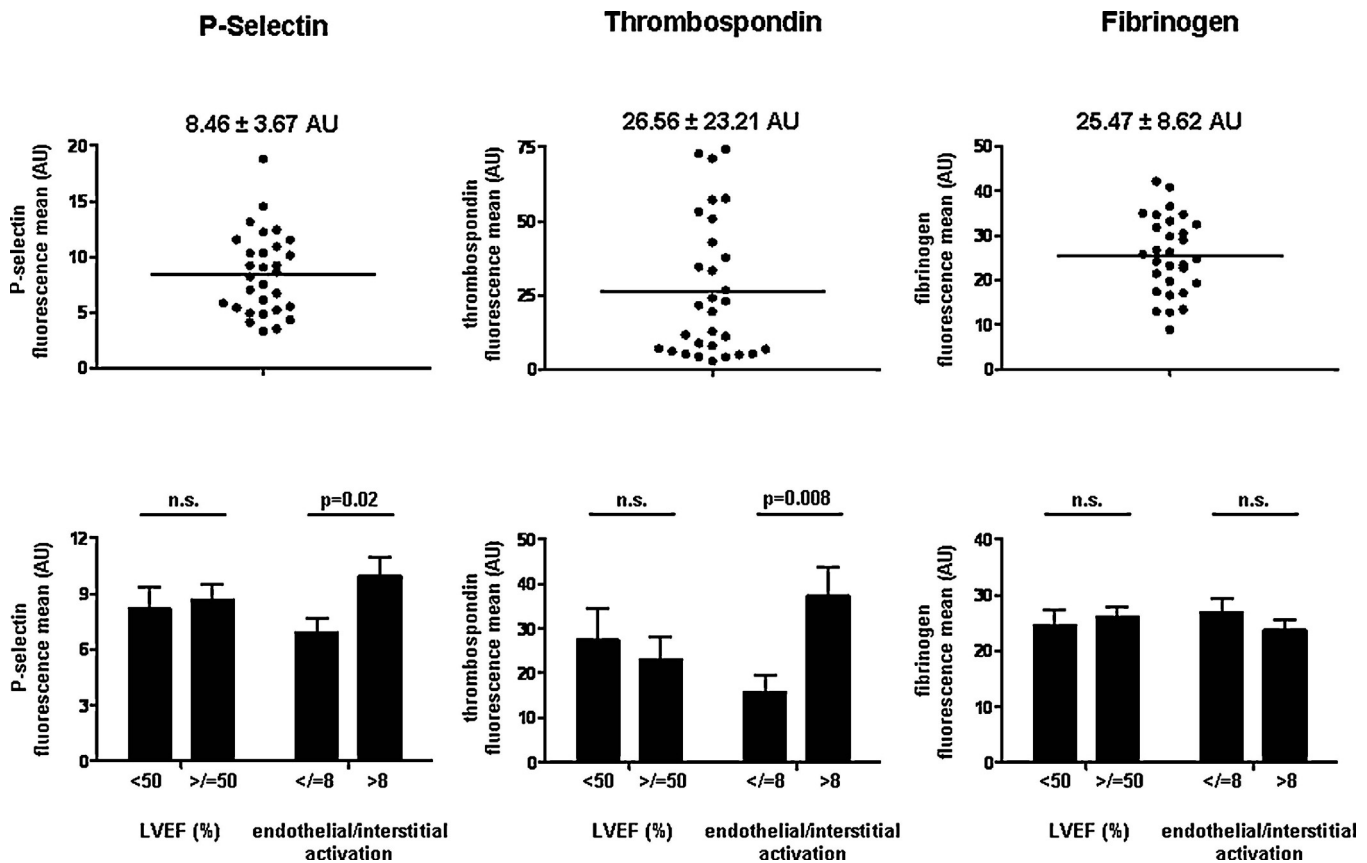 P-Selectin
Thrombospondin
Fibrinogen
8.46 ± 3.67 AU
26.56 ± 23.21 AU
25.47 ± 8.62 AU
P-selectin
fluorescence mean (AU)
20
15
10
5
0
thrombospondin
fluorescence mean (AU)
75
50
25
0
fibrinogen
fluorescence mean (AU)
50
40
30
20
10
0
n.s.
p=0.02
P-selectin
fluorescence mean (AU)
12
9
6
3
0
<50
>/=50
</=8
>8
LVEF (%)
endothelial/interstitial
activation
n.s.
p=0.008
thrombospondin
fluorescence mean (AU)
50
40
30
20
10
0
<50
>/=50
</=8
>8
LVEF (%)
endothelial/interstitial
activation
n.s.
n.s.
fibrinogen
fluorescence mean (AU)
40
30
20
10
0
<50
>/=50
</=8
>8
LVEF (%)
endothelial/interstitial
activation